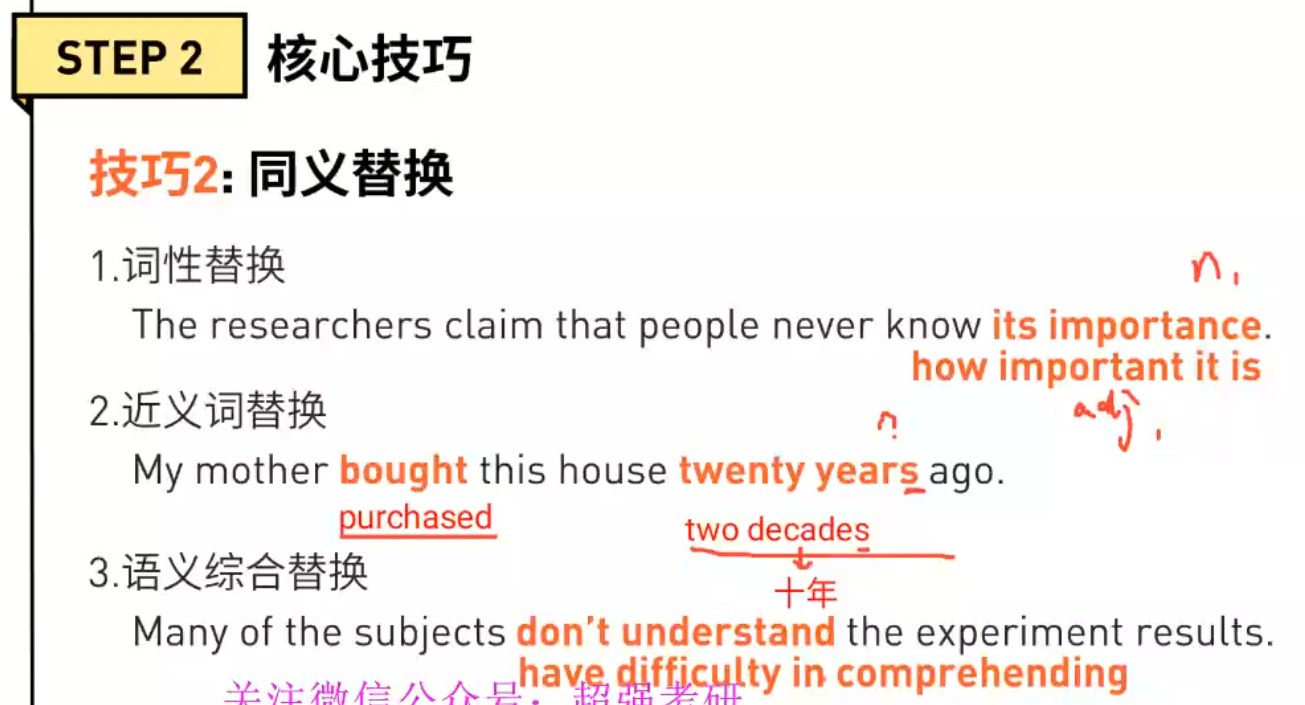 STEP 2 核心技巧
技巧2: 同义替换
1.词性替换
n.
The researchers claim that people never know its importance.
how important it is
adj.
2.近义词替换
n.
My mother bought this house twenty years ago.
purchased two decades
十年
3.语义综合替换
Many of the subjects don't understand the experiment results.
have difficulty in comprehending
关注微信公众号：超强考研